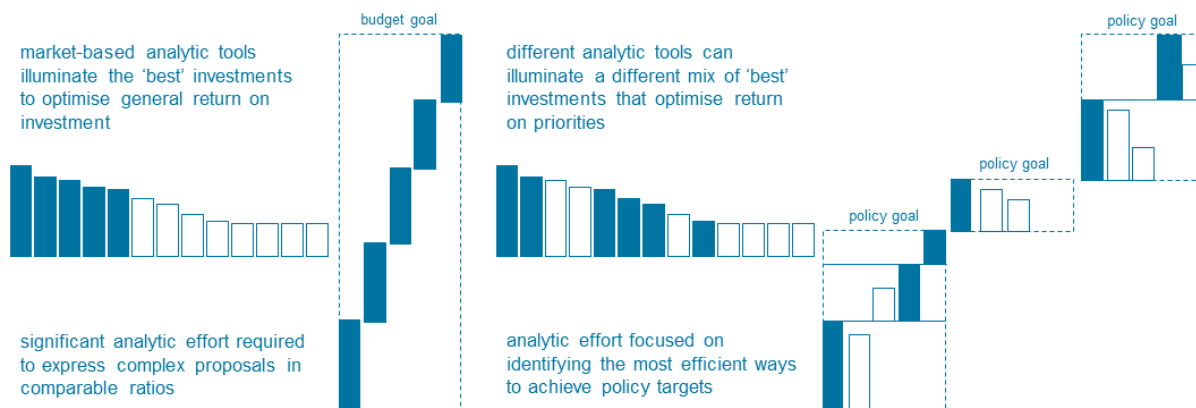 budget goal
market-based analytic tools
illuminate the ‘best’ investments
to optimise general return on
investment
significant analytic effort required
to express complex proposals in
comparable ratios
different analytic tools can
illuminate a different mix of ‘best’
investments that optimise return
on priorities
policy goal
policy goal
policy goal
analytic effort focused on
identifying the most efficient ways
to achieve policy targets